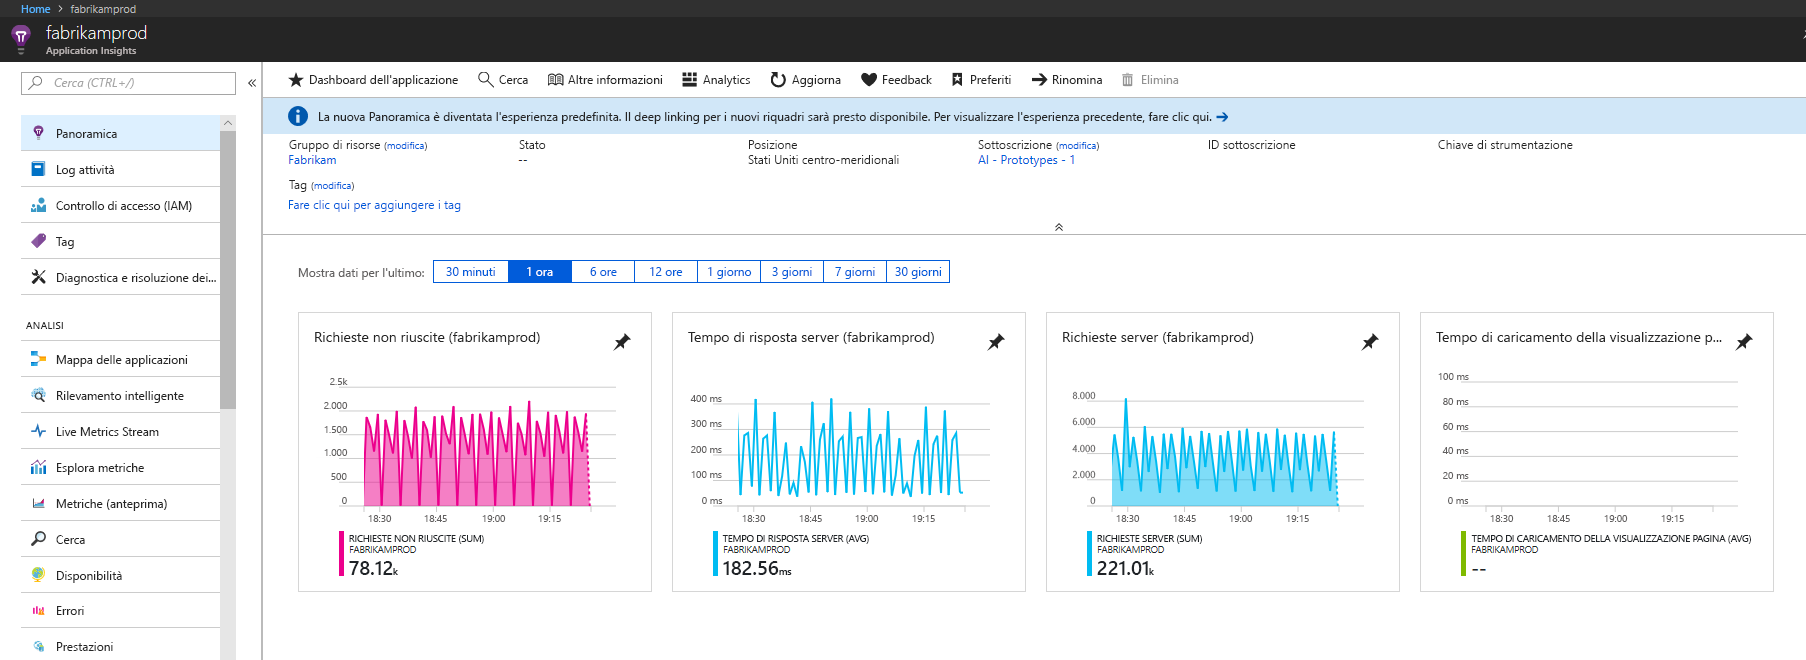 Home > fabrikamprod
fabrikamprod
Application Insights
Cerca (CTRL+/)
Panoramica
Log attività
Controllo di accesso (IAM)
Tag
Diagnostica e risoluzione dei...
ANALISI
Mappa delle applicazioni
Rilevamento intelligente
Live Metrics Stream
Esplora metriche
Metriche (anteprima)
Cerca
Disponibilità
Errori
Prestazioni
Dashboard dell'applicazione Cerca Altre informazioni Analytics Aggiorna Feedback Preferiti Rinomina Elimina
La nuova Panoramica è diventata l'esperienza predefinita. Il deep linking per i nuovi riquadri sarà presto disponibile. Per visualizzare l'esperienza precedente, fare clic qui.
Gruppo di risorse (modifica)
Fabrikam
Stato
--
Posizione
Stati Uniti centro-meridionali
Sottoscrizione (modifica)
AI - Prototypes - 1
ID sottoscrizione
Chiave di strumentazione
Tag (modifica)
Fare clic qui per aggiungere i tag
Mostra dati per l'ultimo: 30 minuti 1 ora 6 ore 12 ore 1 giorno 3 giorni 7 giorni 30 giorni
Richieste non riuscite (fabrikamprod)
2.5k
2.000
1.500
1.000
500
0
18:30 18:45 19:00 19:15
RICHIESTE NON RIUSCITE (SUM)
FABRIKAMPROD
78.12k
Tempo di risposta server (fabrikamprod)
400 ms
300 ms
200 ms
100 ms
0 ms
18:30 18:45 19:00 19:15
TEMPO DI RISPOSTA SERVER (AVG)
FABRIKAMPROD
182.56ms
Richieste server (fabrikamprod)
8.000
6.000
4.000
2.000
0
18:30 18:45 19:00 19:15
RICHIESTE SERVER (SUM)
FABRIKAMPROD
221.01k
Tempo di caricamento della visualizzazione p...
100 ms
80 ms
60 ms
40 ms
20 ms
0 ms
18:30 18:45 19:00 19:15
TEMPO DI CARICAMENTO DELLA VISUALIZZAZIONE PAGINA (AVG)
FABRIKAMPROD
--